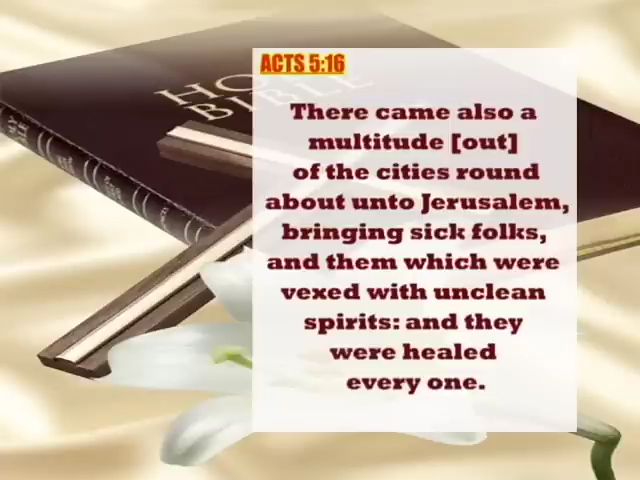 ACTS 5:16
HO
BIBLE
There came also a
multitude [out]
of the cities round
about unto Jerusalem,
bringing sick folks,
and them which were
vexed with unclean
spirits: and they
were healed
every one.